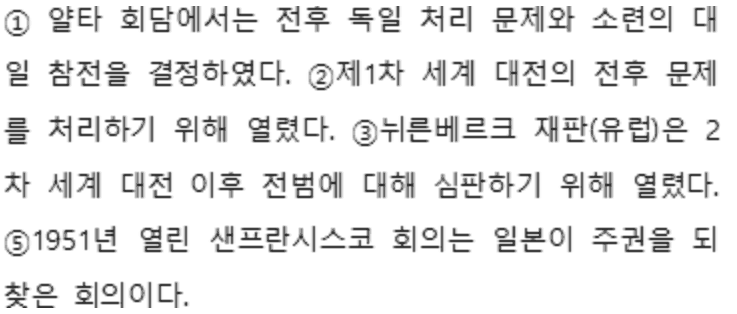 ① 얄타 회담에서는 전후 독일 처리 문제와 소련의 대
일 참전을 결정하였다. ②제1차 세계 대전의 전후 문제
를 처리하기 위해 열렸다. ③뉘른베르크 재판(유럽)은 2
차 세계 대전 이후 전범에 대해 심판하기 위해 열렸다.
⑤1951년 열린 샌프란시스코 회의는 일본이 주권을 되
찾은 회의이다.